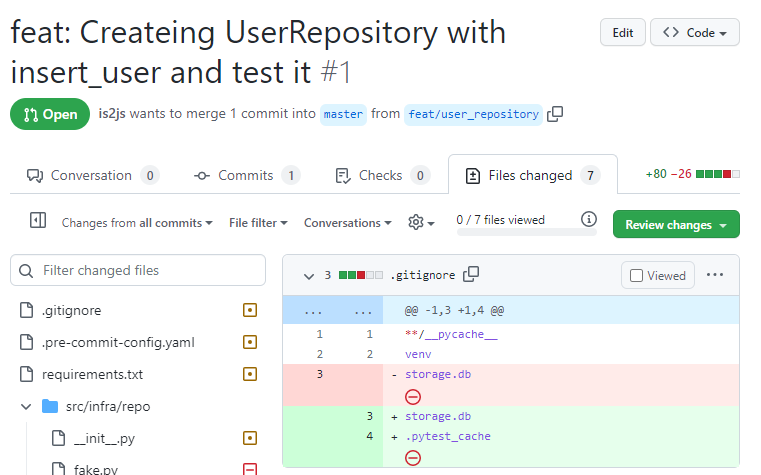 feat: Createing UserRepository with
insert_user and test it #1
Edit
Code
Open
is2js wants to merge 1 commit into master from feat/user_repository
Conversation 0
Commits 1
Checks 0
Files changed 7
+80 −26
Changes from all commits
File filter
Conversations
0 / 7 files viewed
Review changes
Filter changed files
.gitignore
.pre-commit-config.yaml
requirements.txt
src/infra/repo
__init__.py
fake.py
3 .gitignore
Viewed
... ... @@ -1,3 +1,4 @@
1 1 **/__pycache__
2 2 venv
3 - storage.db
3 + storage.db
4 + .pytest_cache